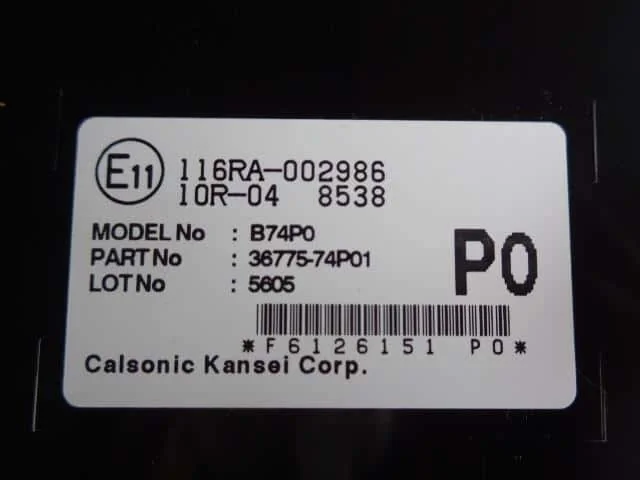 E11 116RA-002986
10R-04 8538
MODEL No : B74P0
PART No : 36775-74P01
LOT No : 5605
P0
*F6126151 P0*
Calsonic Kansei Corp.